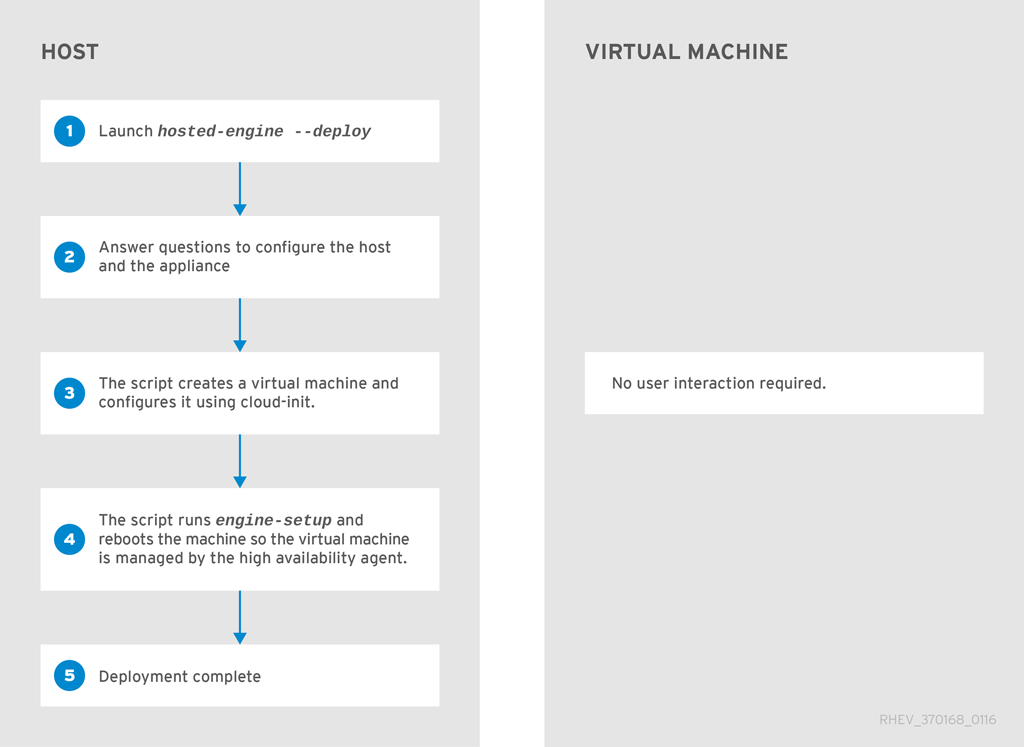 HOST
1
Launch hosted-engine --deploy
2
Answer questions to configure the host
and the appliance
3
The script creates a virtual machine and
configures it using cloud-init.
4
The script runs engine-setup and
reboots the machine so the virtual machine
is managed by the high availability agent.
5
Deployment complete
VIRTUAL MACHINE
No user interaction required.
RHEV_370168_0116